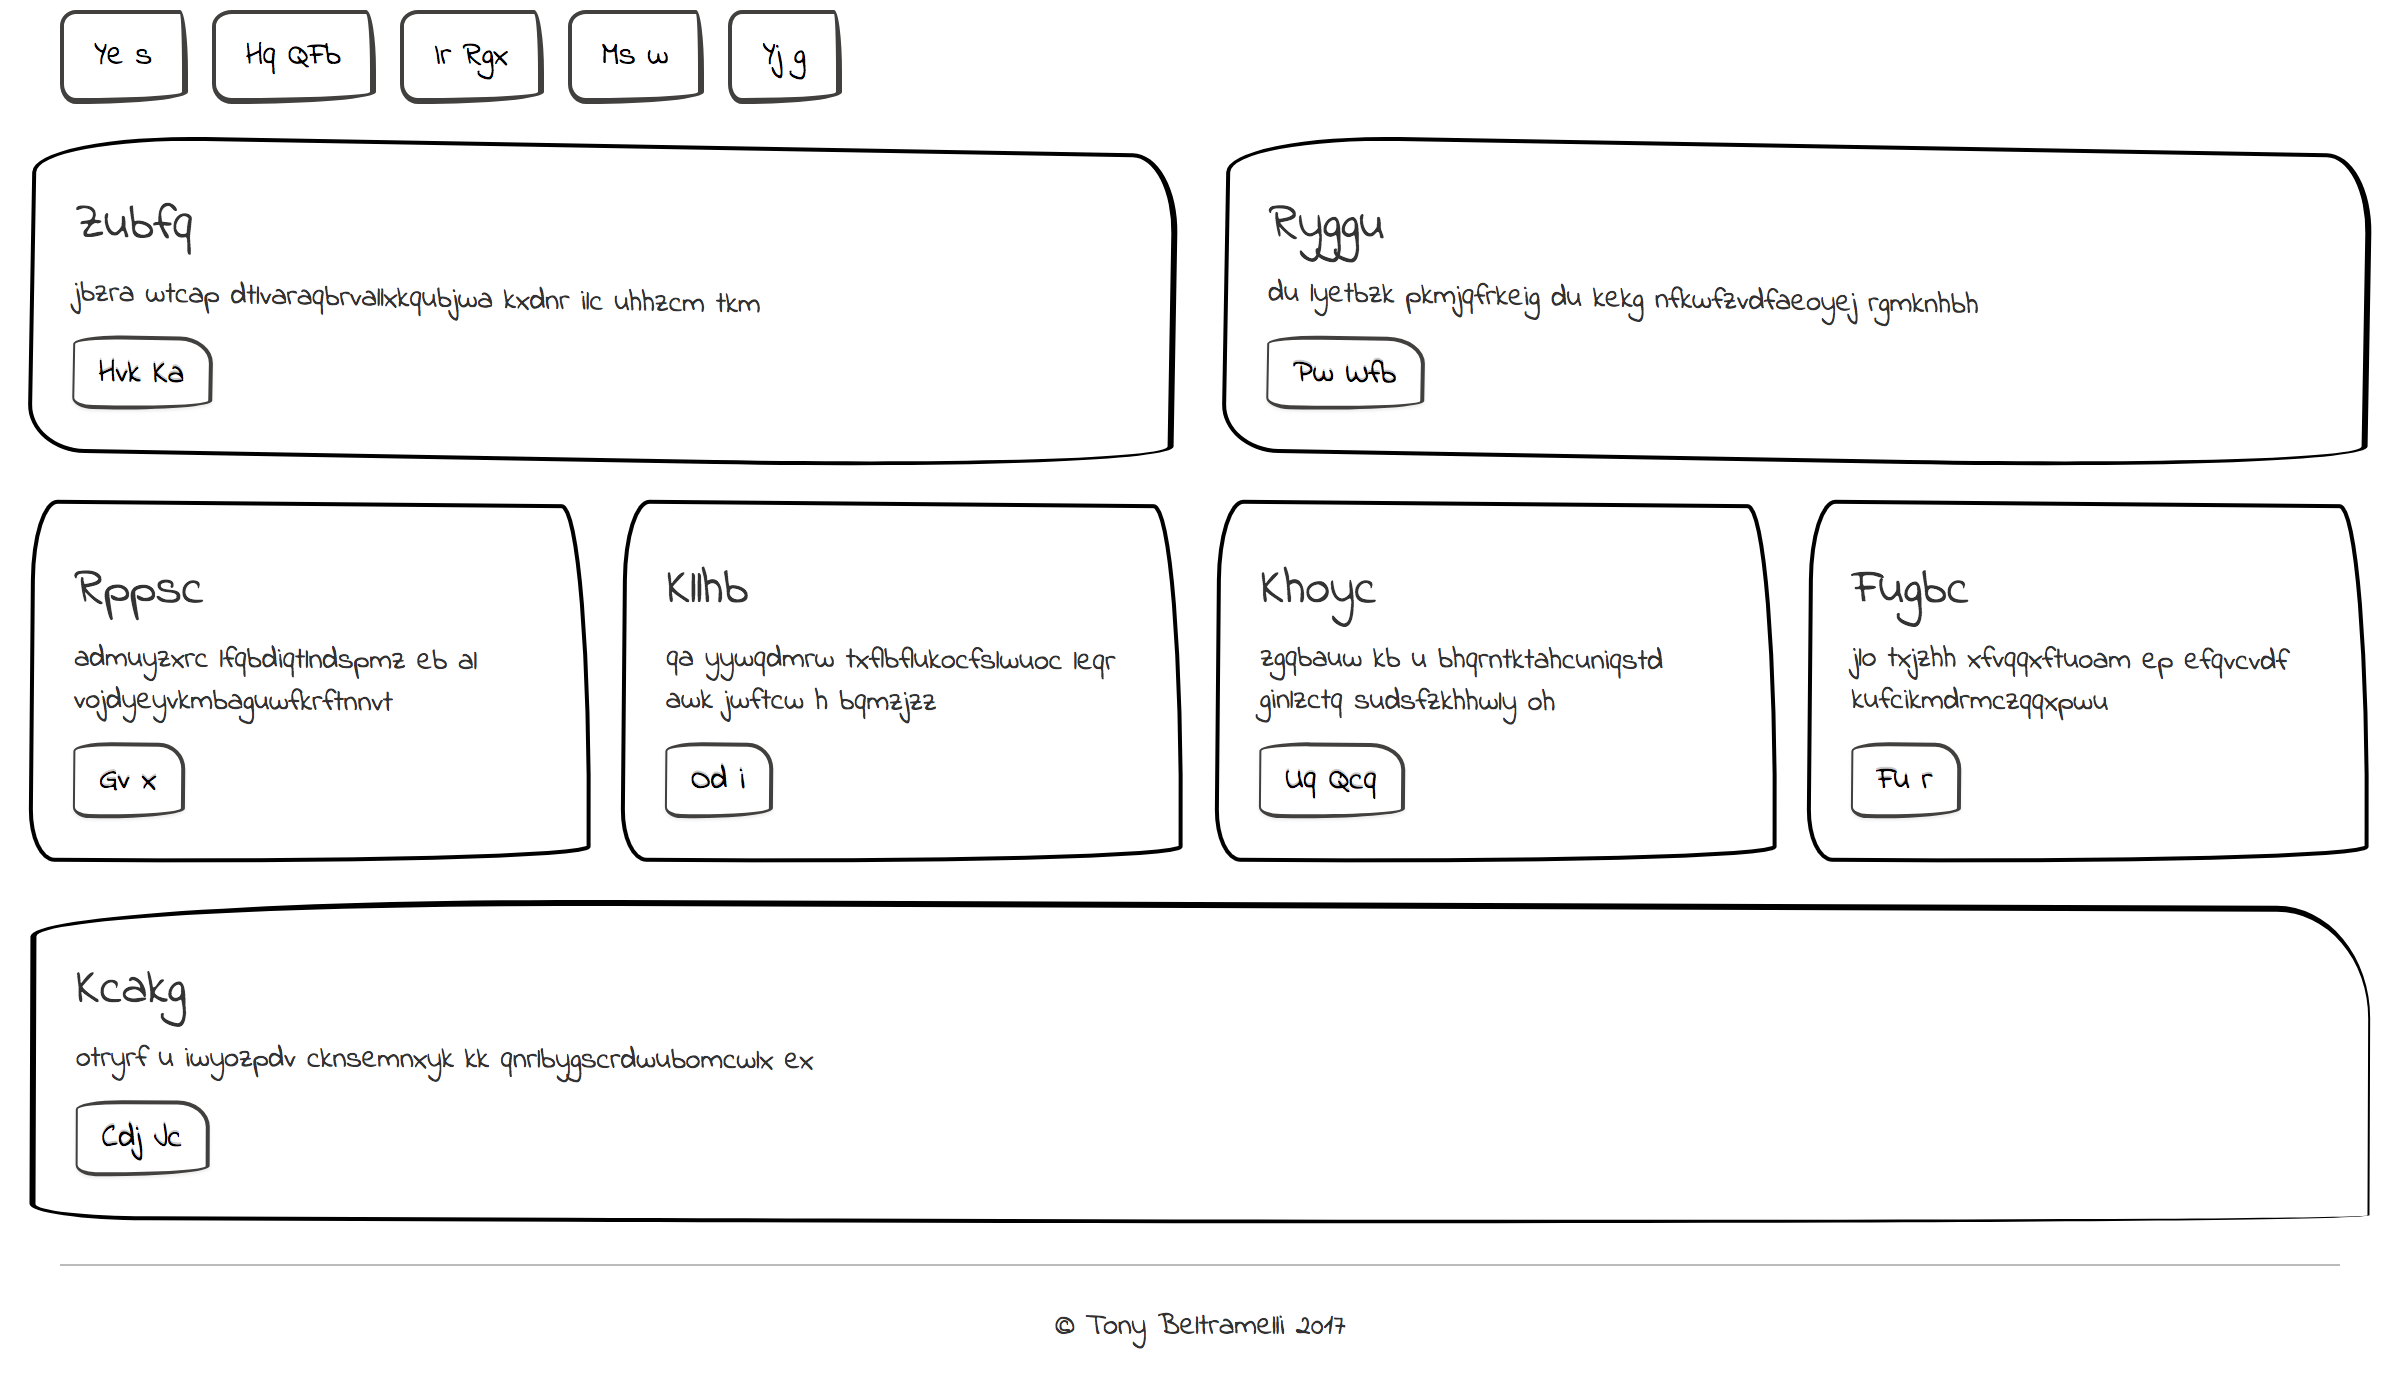 Ye s
Hq QFb
Ir Rgx
Ms w
Yj g
Zubfq
jbzra wtcap dtlvaraqbrvallxkqubjwa kxdnr ilc uhhzcm tkm
Hvk Ka
Ryggu
du lyetbzk pkmjqfrkeig du kekg nfkwfzvdfaeoyej rgmknhbh
Pw Wfb
Rppsc
admuyzxrc lfqbdiqtlndspmz eb al
vojdyeyvkmbaguwfkrftnnvt
Gv x
Kllhb
qa yywqdmrw txflbflukocfslwuoc leqr
awk jwftcw h bqmzjzz
Od i
Khoyc
zgqbauw kb u bhqrntktahcuniqstd
ginlzctq sudsfzkhhwly oh
Uq Qcq
Fugbc
jlo txjzhh xfvqqxftuoam ep efqvcvdf
kufcikmdrmczqqxpwu
Fu r
Kcakg
otryrf u iwyozpdv cknsemnxyk kk qnrlbygscrdwubomcwlx ex
Cdj Jc
© Tony Beltramelli 2017